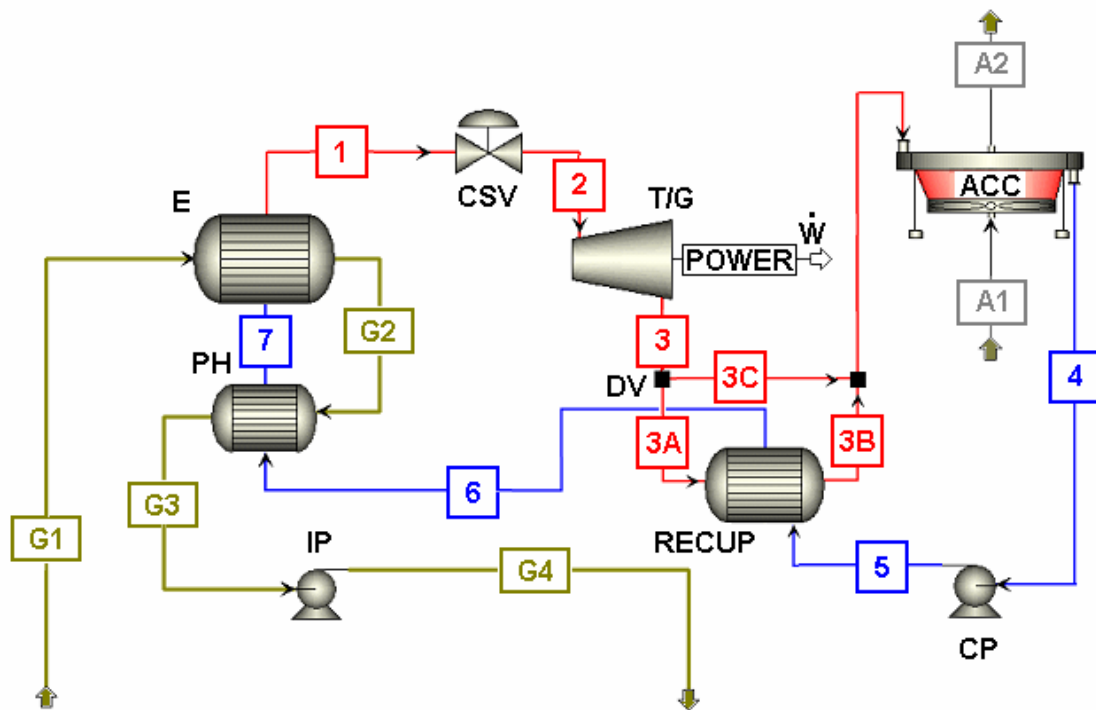 A2
1
CSV
2
T/G
ACC
E
Ẇ
POWER
G2
7
A1
PH
3
DV
3C
4
3A
3B
G3
6
G1
RECUP
IP
G4
5
CP